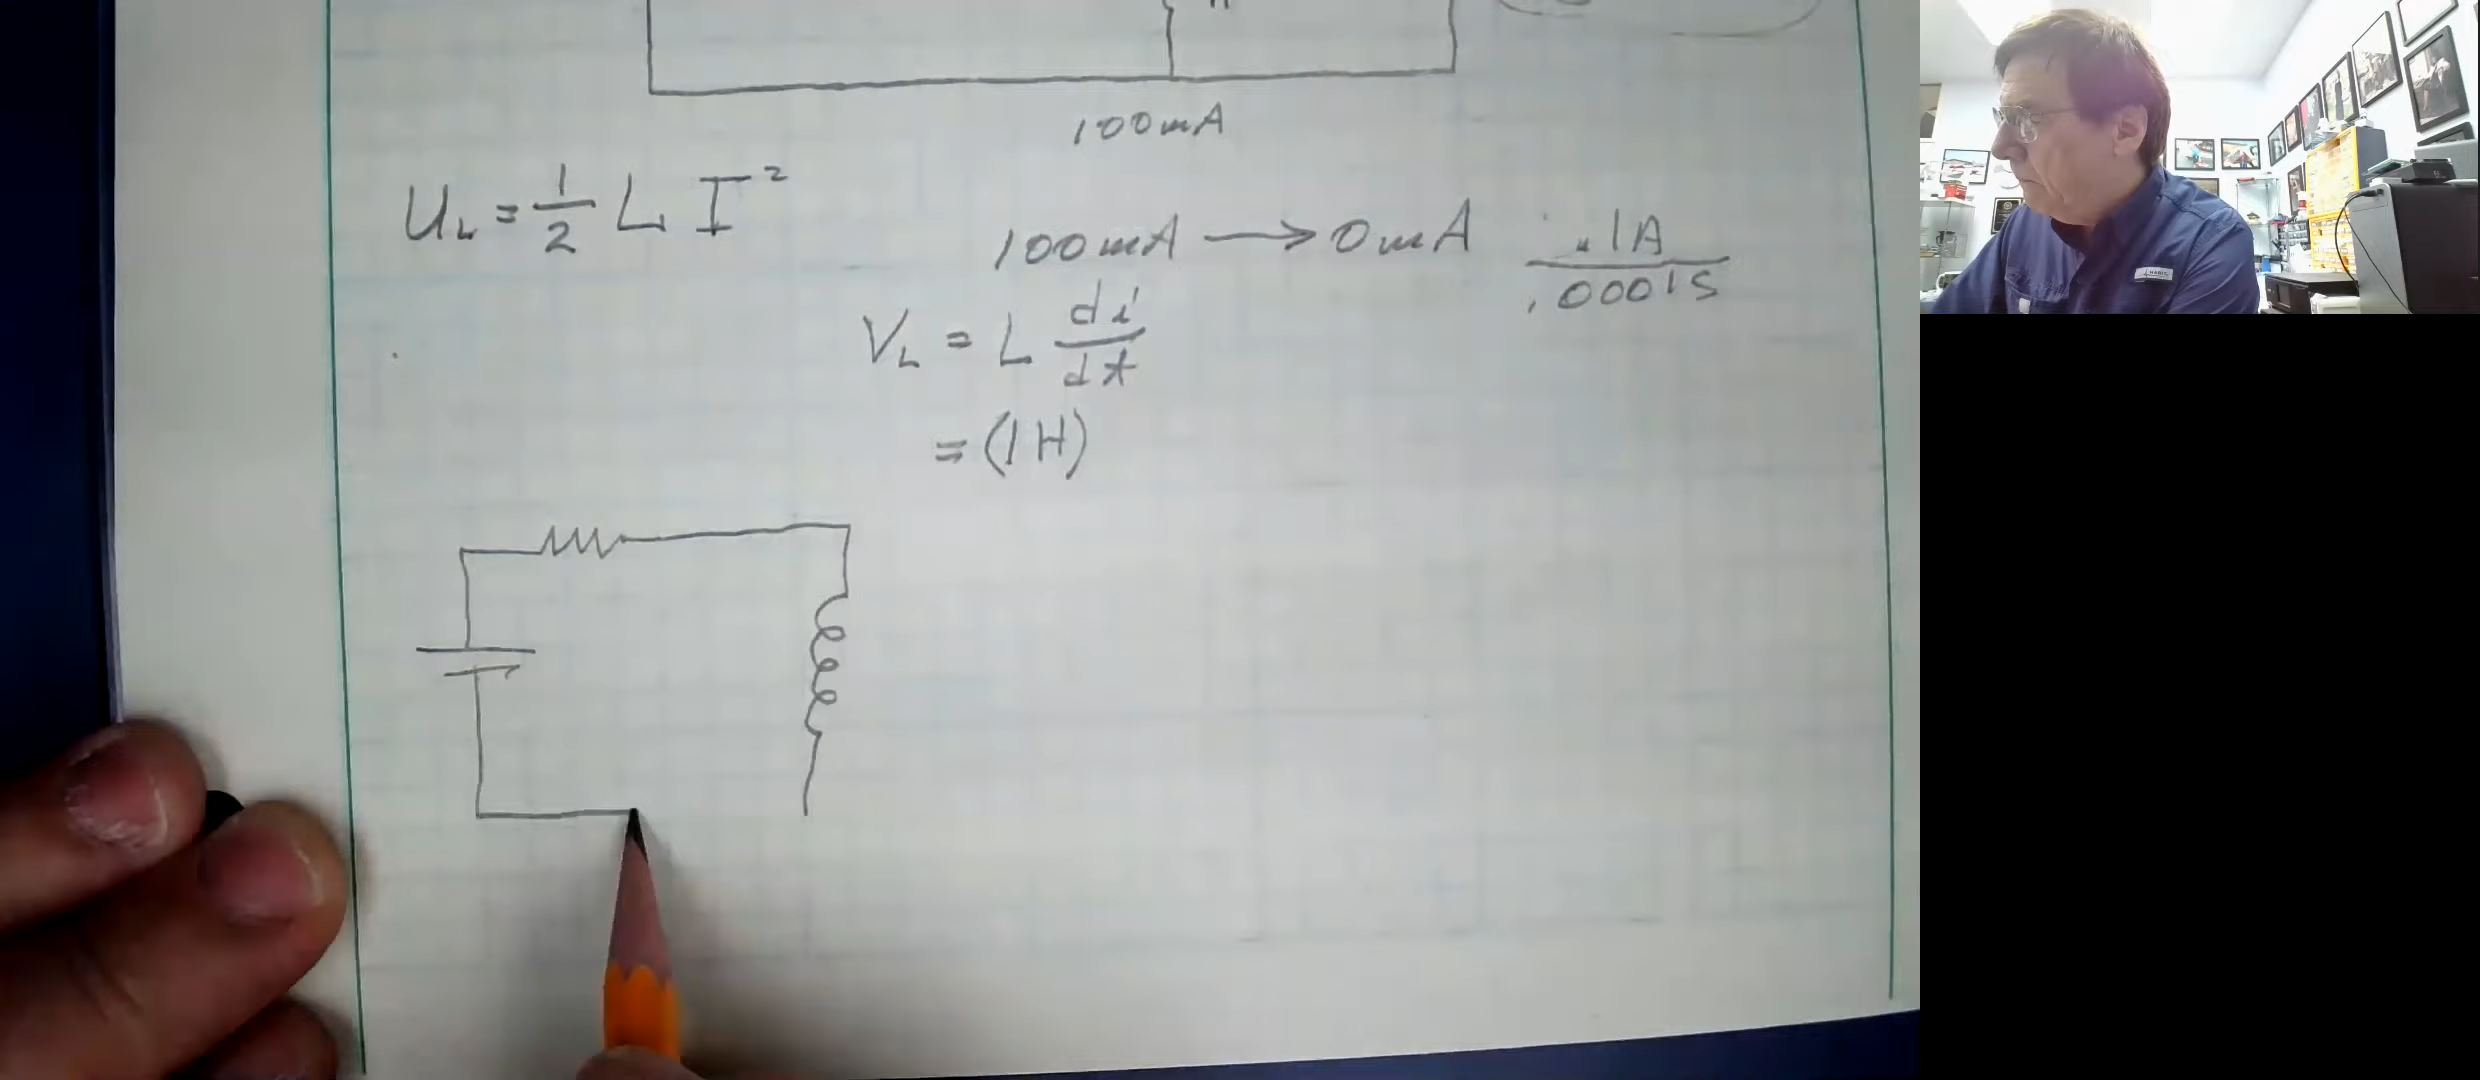 100mA
U_L = 1/2 L I²
100mA → 0mA .1A / .0001S
V_L = L di/dt
= (1H)